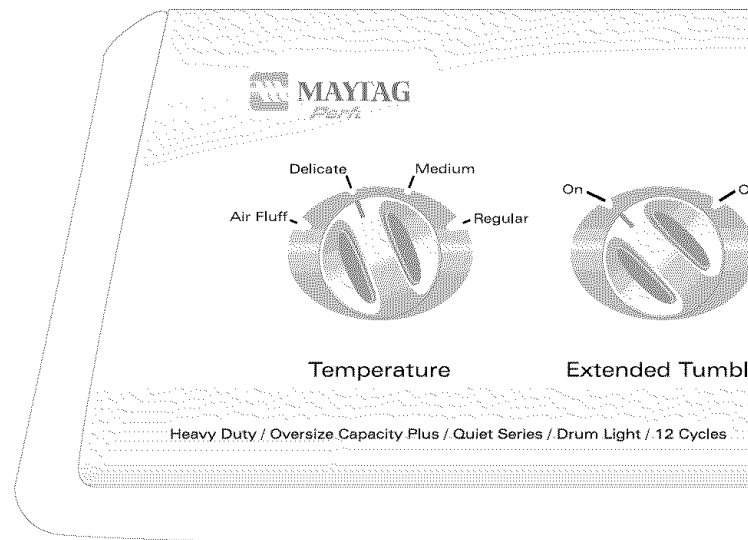 MAYTAG
Delicate
Medium
Air Fluff
Regular
On
Temperature
Extended
Heavy Duty / Oversize Capacity Plus / Quiet Series / Drum Light / 12 Cycles